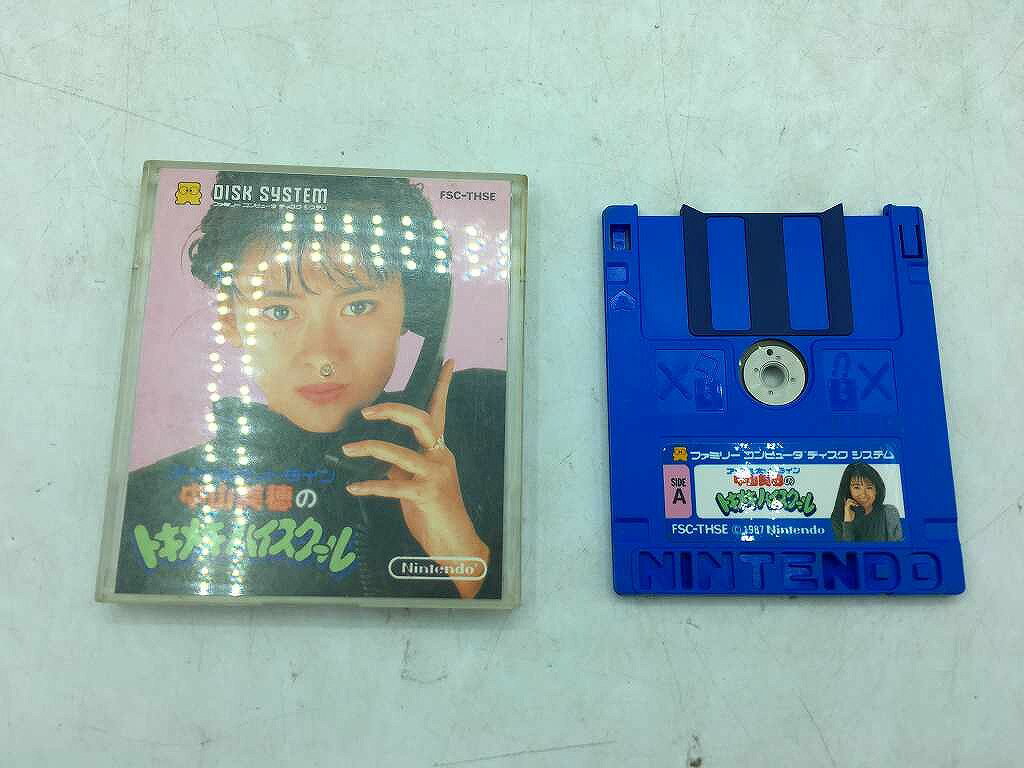 DISK SYSTEM
ファミリー コンピュータ ディスク システム
FSC-THSE
中山美穂の
トキメキハイスクール
Nintendo
ファミリー コンピュータ ディスク システム
SIDE
A
中山美穂の
トキメキハイスクール
FSC-THSE © 1987 Nintendo
NINTENDO